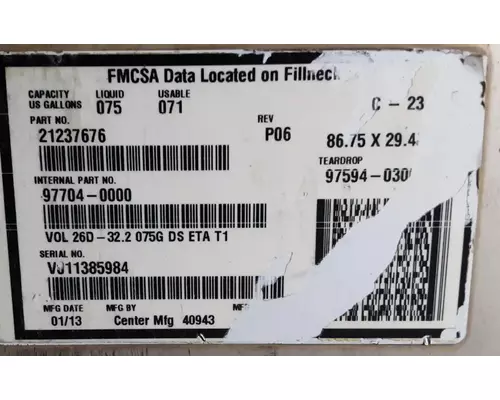 FMCSA Data Located on Fillneck
CAPACITY LIQUID USABLE
US GALLONS 075 071 C - 23
PART NO. REV
21237676 P06 86.75 X 29.4
TEARDROP
INTERNAL PART NO. 97594-030
97704-0000
VOL 26D-32.2 075G DS ETA T1
SERIAL NO.
VJ11385984
MFG DATE MFG BY
01/13 Center Mfg 40943